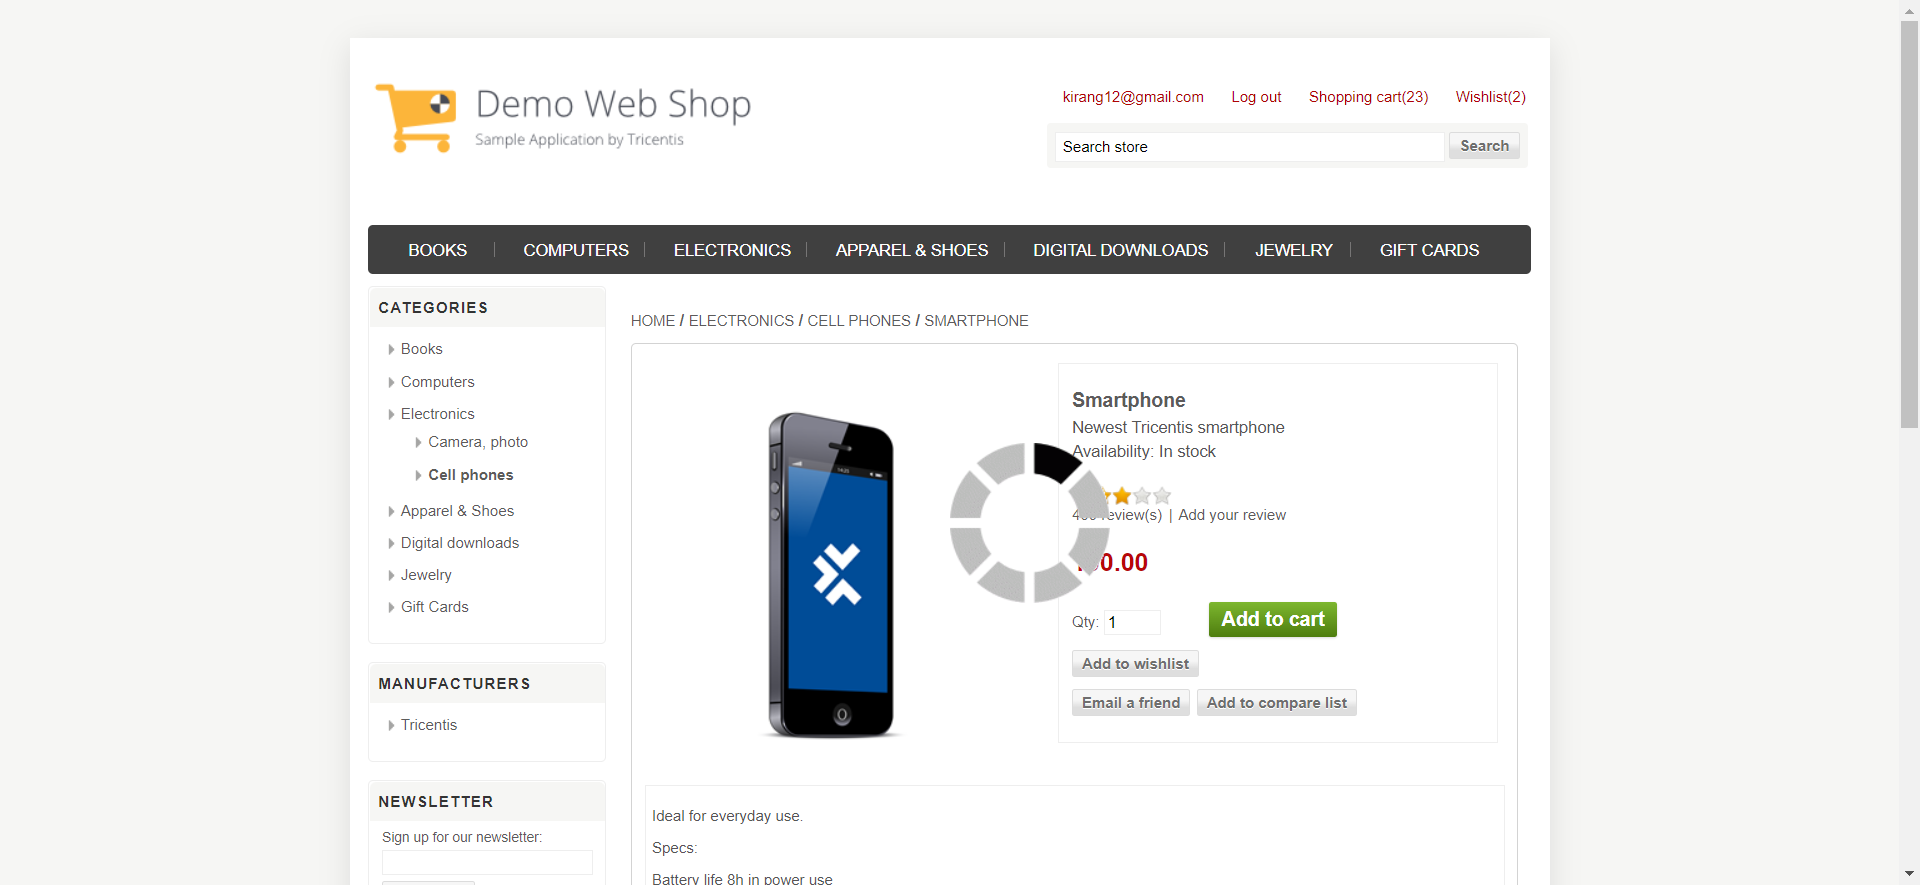 Demo Web Shop
Sample Application by Tricentis
kirang12@gmail.com Log out Shopping cart(23) Wishlist(2)
Search store Search
BOOKS COMPUTERS ELECTRONICS APPAREL & SHOES DIGITAL DOWNLOADS JEWELRY GIFT CARDS
CATEGORIES
Books
Computers
Electronics
Camera, photo
Cell phones
Apparel & Shoes
Digital downloads
Jewelry
Gift Cards
MANUFACTURERS
Tricentis
NEWSLETTER
Sign up for our newsletter:
HOME / ELECTRONICS / CELL PHONES / SMARTPHONE
Smartphone
Newest Tricentis smartphone
Availability: In stock
review(s) | Add your review
Qty: 1 Add to cart
Add to wishlist
Email a friend Add to compare list
Ideal for everyday use.
Specs:
Battery life 8h in power use